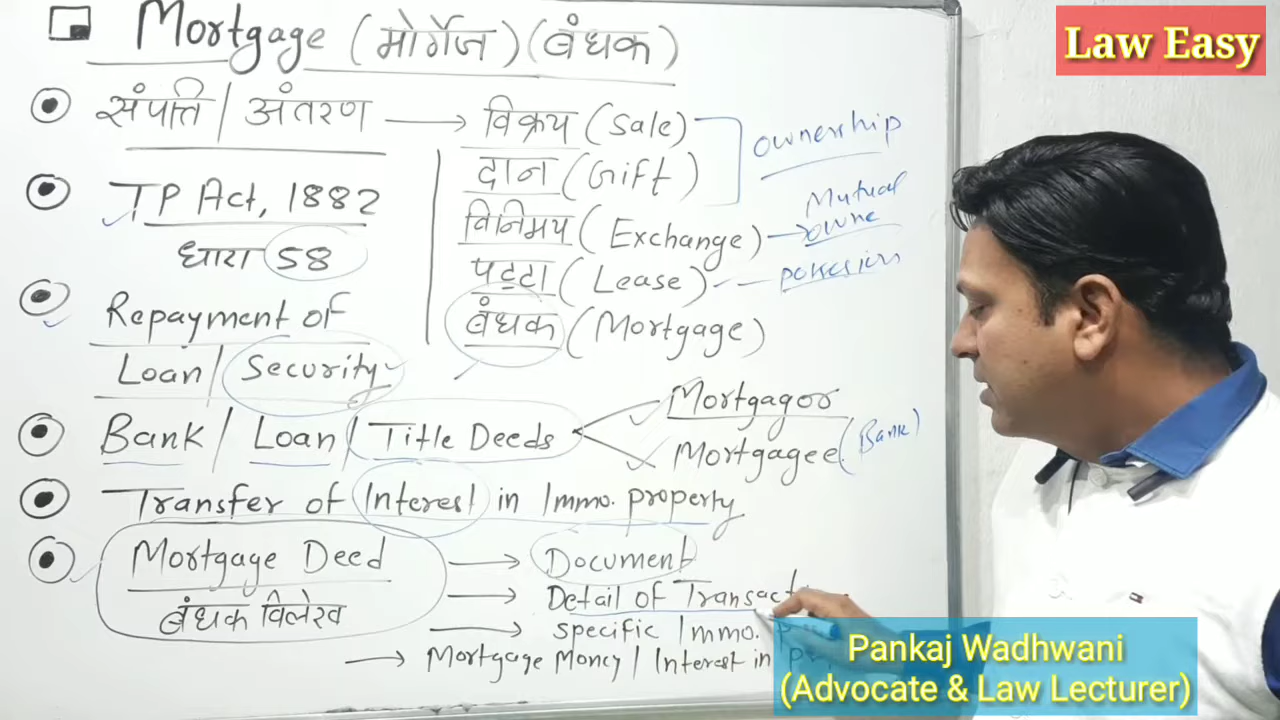 Mortgage (मोर्गेज) (बंधक)
Law Easy
संपत्ति / अंतरण → विक्रय (Sale)
ownership
दान (Gift)
TP Act, 1882
Mutual
owne
विनिमय (Exchange)
धारा 58
पट्टा (Lease)
Repayment of
बंधक (Mortgage)
Loan / Security
Mortgagor
Bank / Loan / Title Deeds
Mortgagee (Bank)
Transfer of Interest in Immo. property
Mortgage Deed → Document
बंधक विलेख
→ Detail of Transact
→ specific Immo.
→ Mortgage Money / Interest in
Pankaj Wadhwani
(Advocate & Law Lecturer)